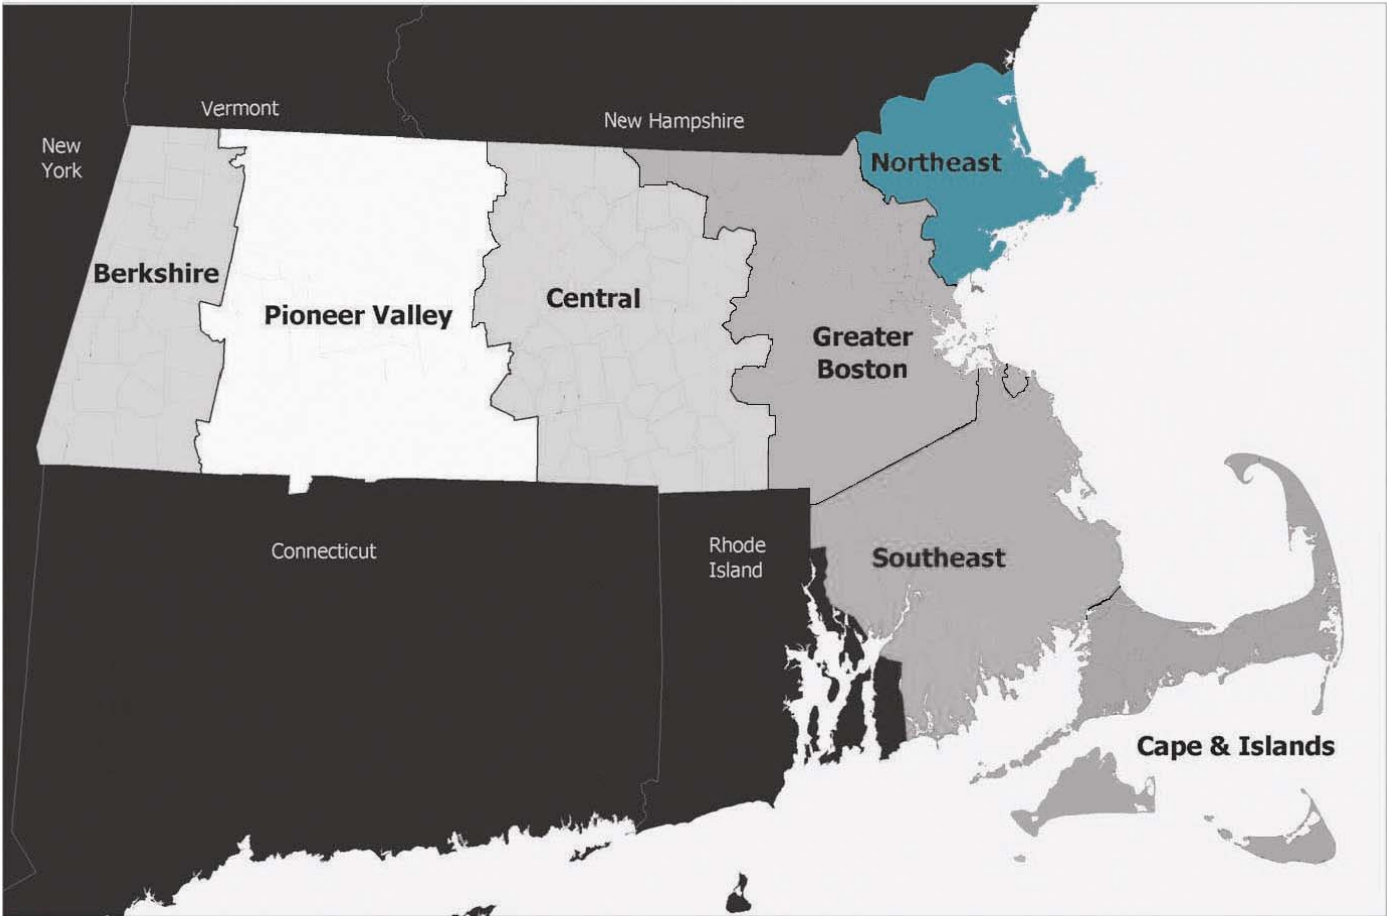 Vermont
New Hampshire
New
York
Northeast
Berkshire
Pioneer Valley
Central
Greater
Boston
Connecticut
Rhode
Island
Southeast
Cape & Islands